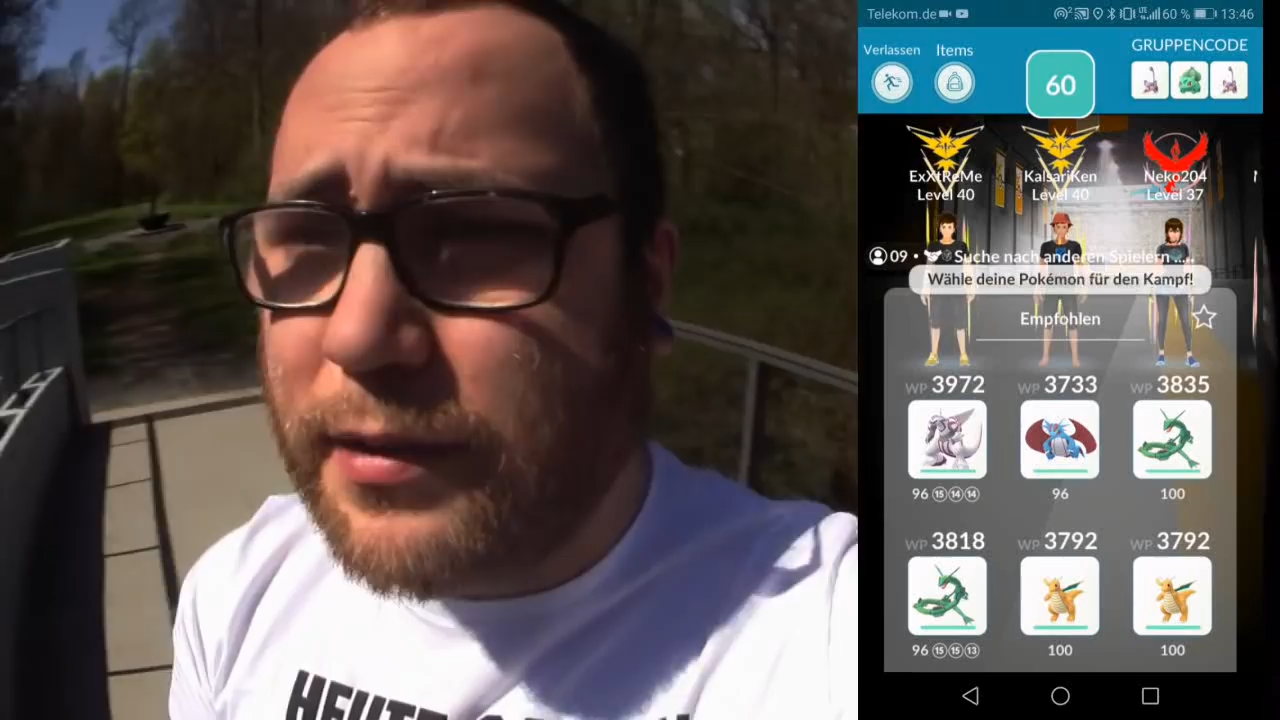 HEUTE
Telekom.de
60 % 13:46
Verlassen
Items
60
GRUPPENCODE
ExXtReMe
Level 40
KalsariKen
Level 40
Neko204
Level 37
09 • Suche nach anderen Spielern .....
Wähle deine Pokémon für den Kampf!
Empfohlen
WP 3972
WP 3733
WP 3835
96 15 14 14
96
100
WP 3818
WP 3792
WP 3792
96 15 15 13
100
100